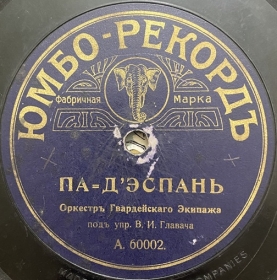 ЮМБО-РЕКОРДЪ
Фабричная Марка
ПА=Д'ЭСПАНЬ
Оркестръ Гвардейскаго Экипажа
подъ упр. В. И. Главача
А. 60002.